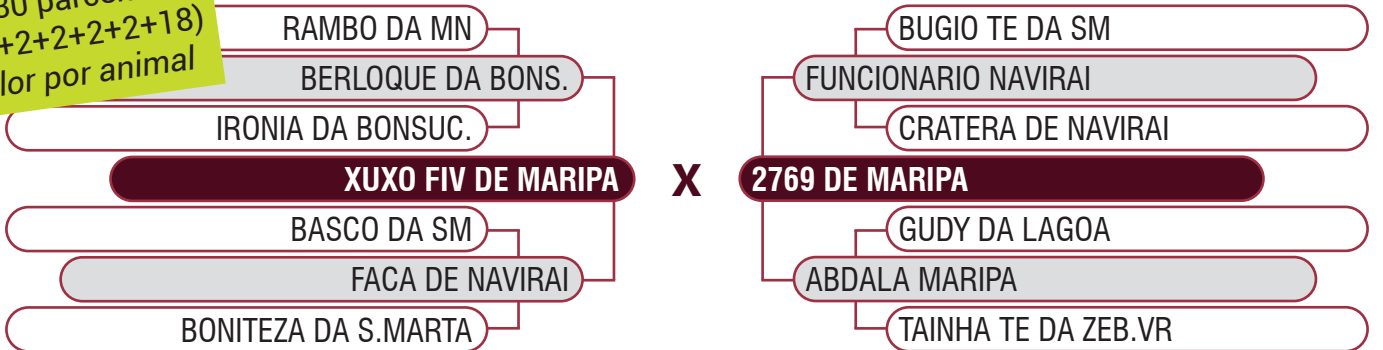 30
+2+2+2+2+18)
por animal
RAMBO DA MN
BERLOQUE DA BONS.
IRONIA DA BONSUC.
XUXO FIV DE MARIPA
BASCO DA SM
FACA DE NAVIRAI
BONITEZA DA S.MARTA
X
BUGIO TE DA SM
FUNCIONARIO NAVIRAI
CRATERA DE NAVIRAI
2769 DE MARIPA
GUDY DA LAGOA
ABDALA MARIPA
TAINHA TE DA ZEB.VR